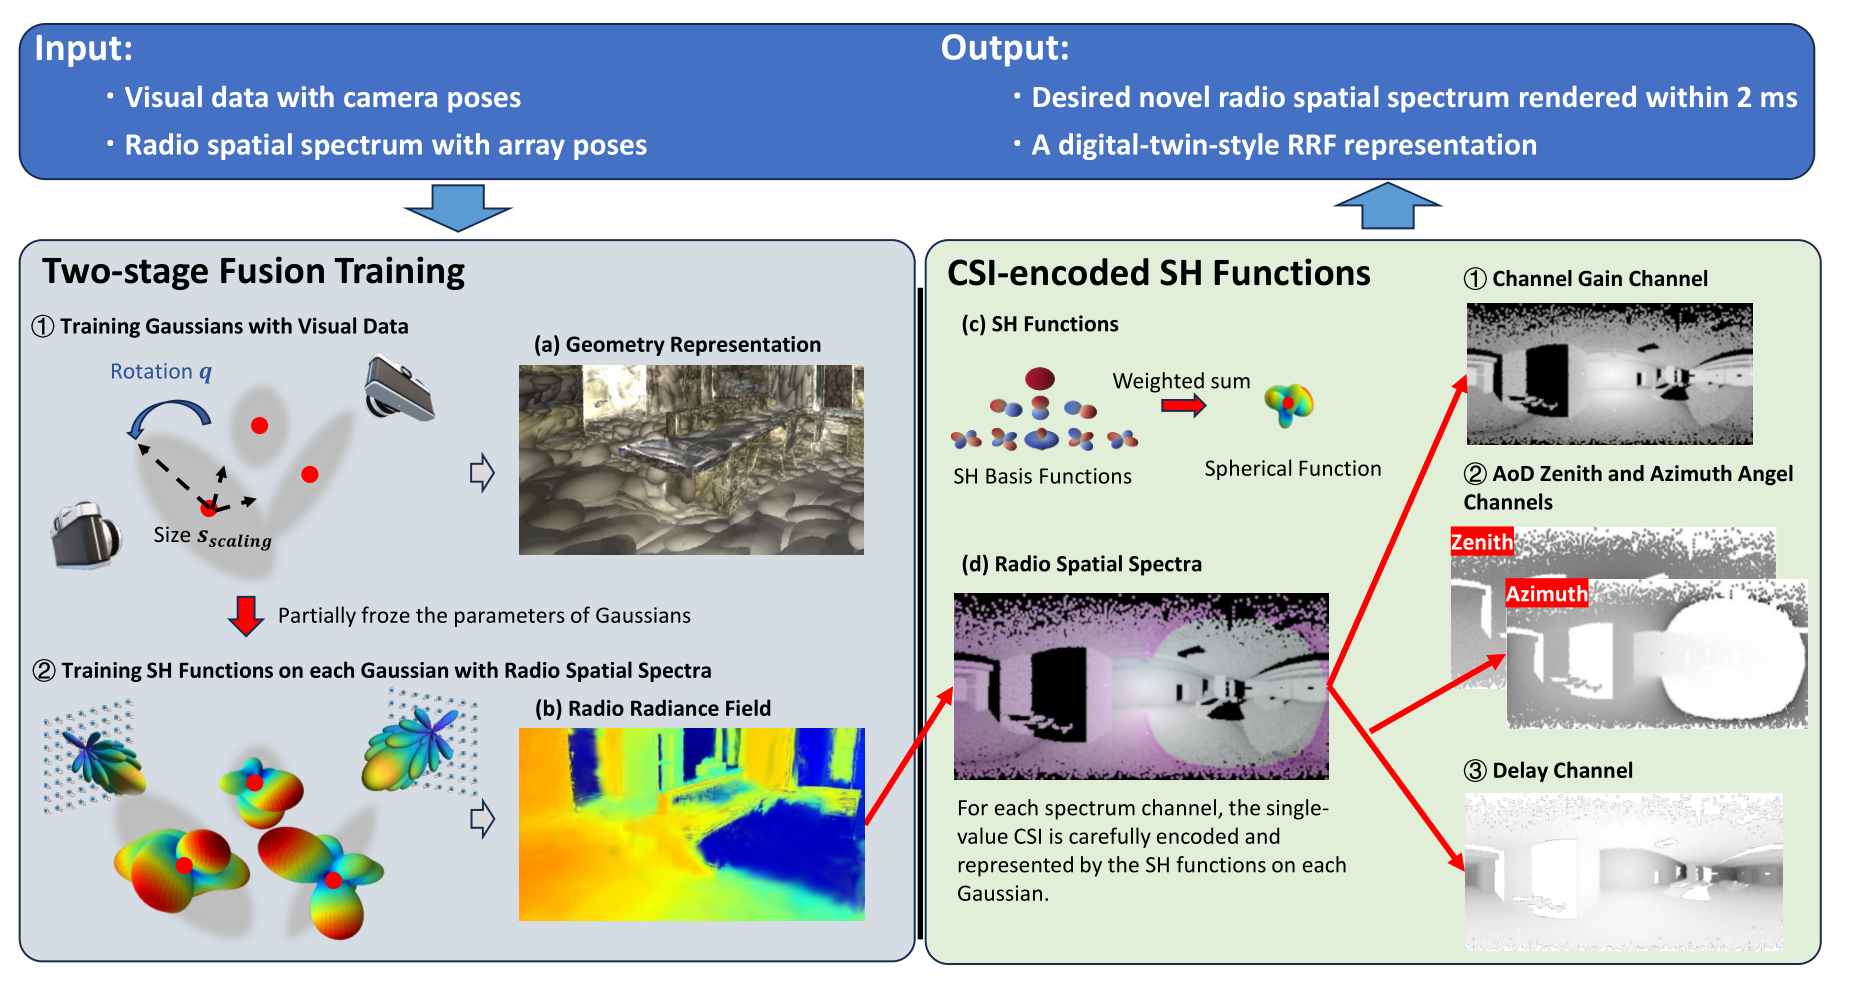 Input:
· Visual data with camera poses
· Radio spatial spectrum with array poses
Output:
· Desired novel radio spatial spectrum rendered within 2 ms
· A digital-twin-style RRF representation
Two-stage Fusion Training
① Training Gaussians with Visual Data
Rotation q
Size s_scaling
(a) Geometry Representation
Partially froze the parameters of Gaussians
② Training SH Functions on each Gaussian with Radio Spatial Spectra
(b) Radio Radiance Field
CSI-encoded SH Functions
(c) SH Functions
Weighted sum
SH Basis Functions
Spherical Function
(d) Radio Spatial Spectra
For each spectrum channel, the single-
value CSI is carefully encoded and
represented by the SH functions on each
Gaussian.
① Channel Gain Channel
② AoD Zenith and Azimuth Angel
Channels
Zenith
Azimuth
③ Delay Channel